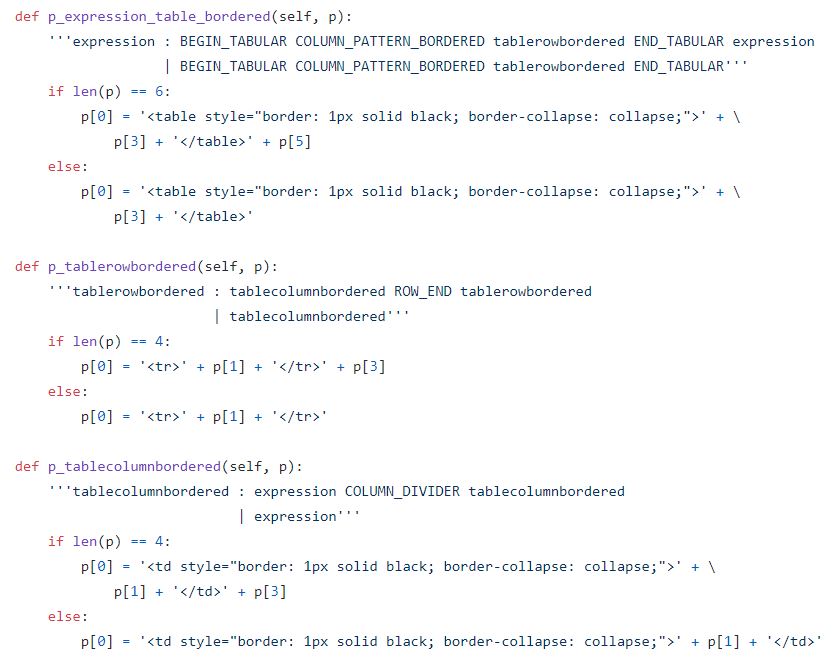 def p_expression_table_bordered(self, p):
    '''expression : BEGIN_TABULAR COLUMN_PATTERN_BORDERED tablerowbordered END_TABULAR expression
                  | BEGIN_TABULAR COLUMN_PATTERN_BORDERED tablerowbordered END_TABULAR'''
    if len(p) == 6:
        p[0] = '<table style="border: 1px solid black; border-collapse: collapse;">' + \
            p[3] + '</table>' + p[5]
    else:
        p[0] = '<table style="border: 1px solid black; border-collapse: collapse;">' + \
            p[3] + '</table>'

def p_tablerowbordered(self, p):
    '''tablerowbordered : tablecolumnbordered ROW_END tablerowbordered
                        | tablecolumnbordered'''
    if len(p) == 4:
        p[0] = '<tr>' + p[1] + '</tr>' + p[3]
    else:
        p[0] = '<tr>' + p[1] + '</tr>'

def p_tablecolumnbordered(self, p):
    '''tablecolumnbordered : expression COLUMN_DIVIDER tablecolumnbordered
                           | expression'''
    if len(p) == 4:
        p[0] = '<td style="border: 1px solid black; border-collapse: collapse;">' + \
            p[1] + '</td>' + p[3]
    else:
        p[0] = '<td style="border: 1px solid black; border-collapse: collapse;">' + p[1] + '</td>'